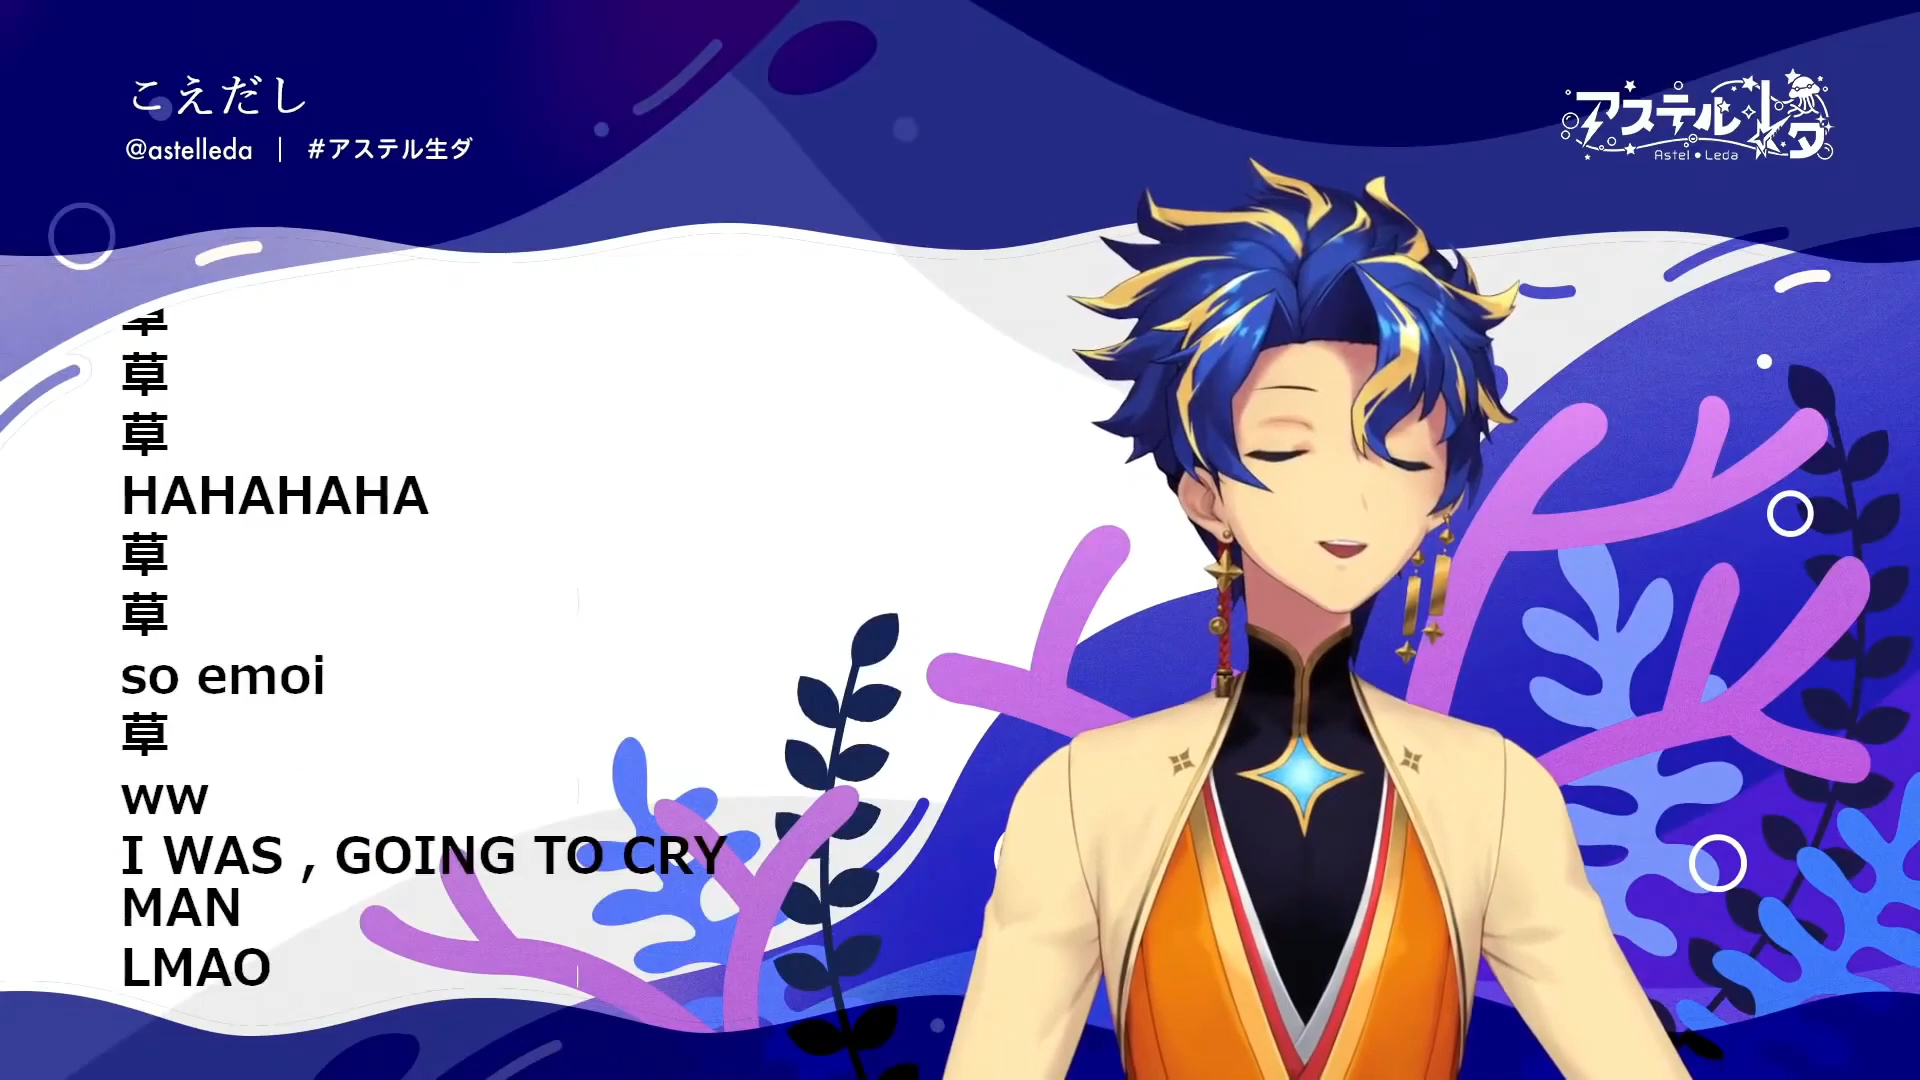 こえだし
@astelleda | #アステル生ダ
アステル・レダ
Astel・Leda
草
草
草
HAHAHAHA
草
草
so emoi
草
ww
I WAS , GOING TO CRY
MAN
LMAO